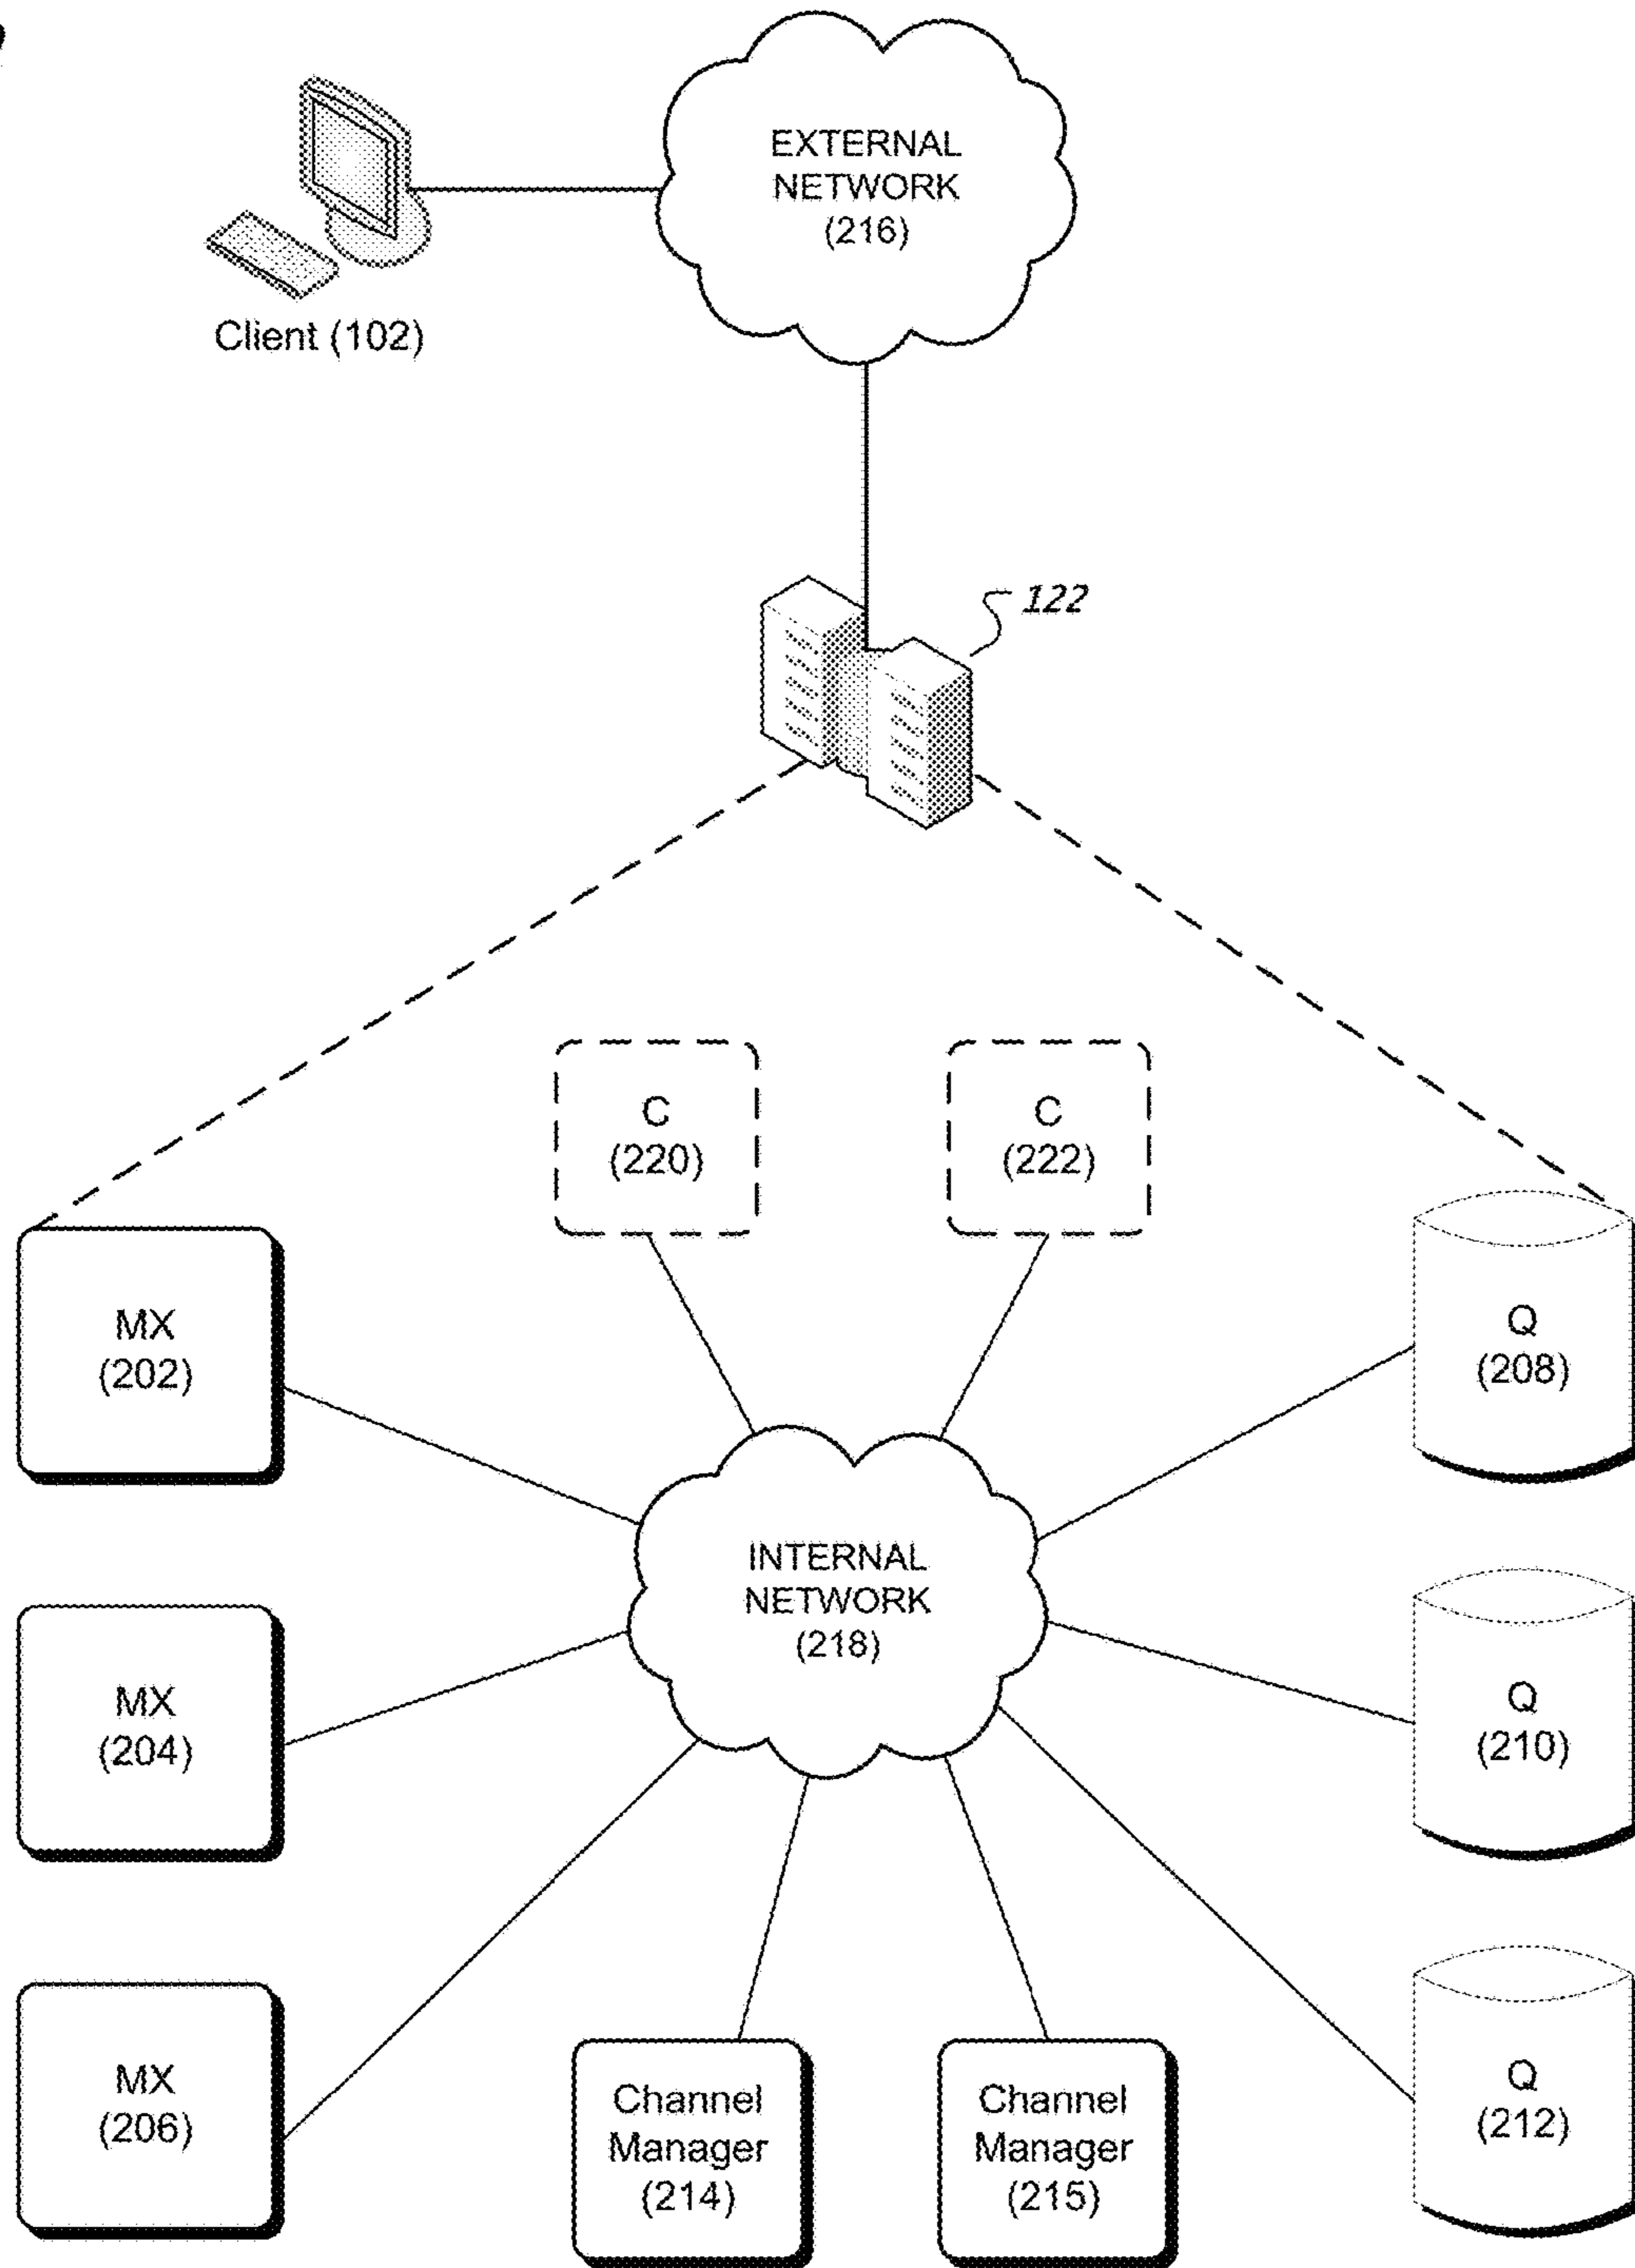 EXTERNAL
NETWORK
(216)
Client (102)
122
C
(220)
C
(222)
MX
(202)
Q
(208)
INTERNAL
NETWORK
(218)
MX
(204)
Q
(210)
MX
(206)
Channel
Manager
(214)
Channel
Manager
(215)
Q
(212)